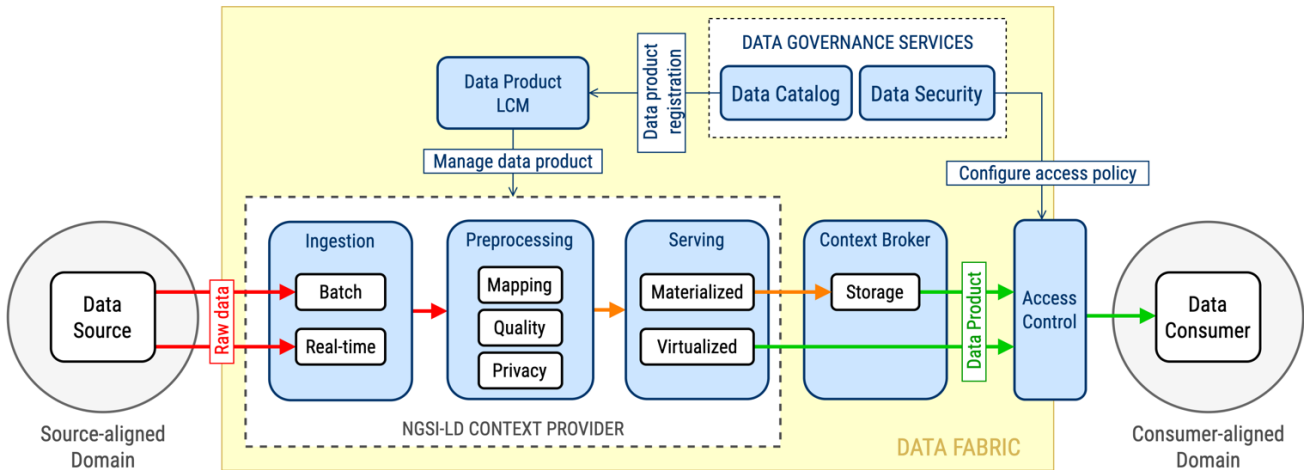 DATA GOVERNANCE SERVICES
Data Product
LCM
Data product
registration
Data Catalog
Data Security
Manage data product
Configure access policy
Ingestion
Preprocessing
Serving
Context Broker
Data
Source
Raw data
Batch
Real-time
Mapping
Quality
Privacy
Materialized
Virtualized
Storage
Data Product
Access
Control
Data
Consumer
NGSI-LD CONTEXT PROVIDER
DATA FABRIC
Source-aligned
Domain
Consumer-aligned
Domain